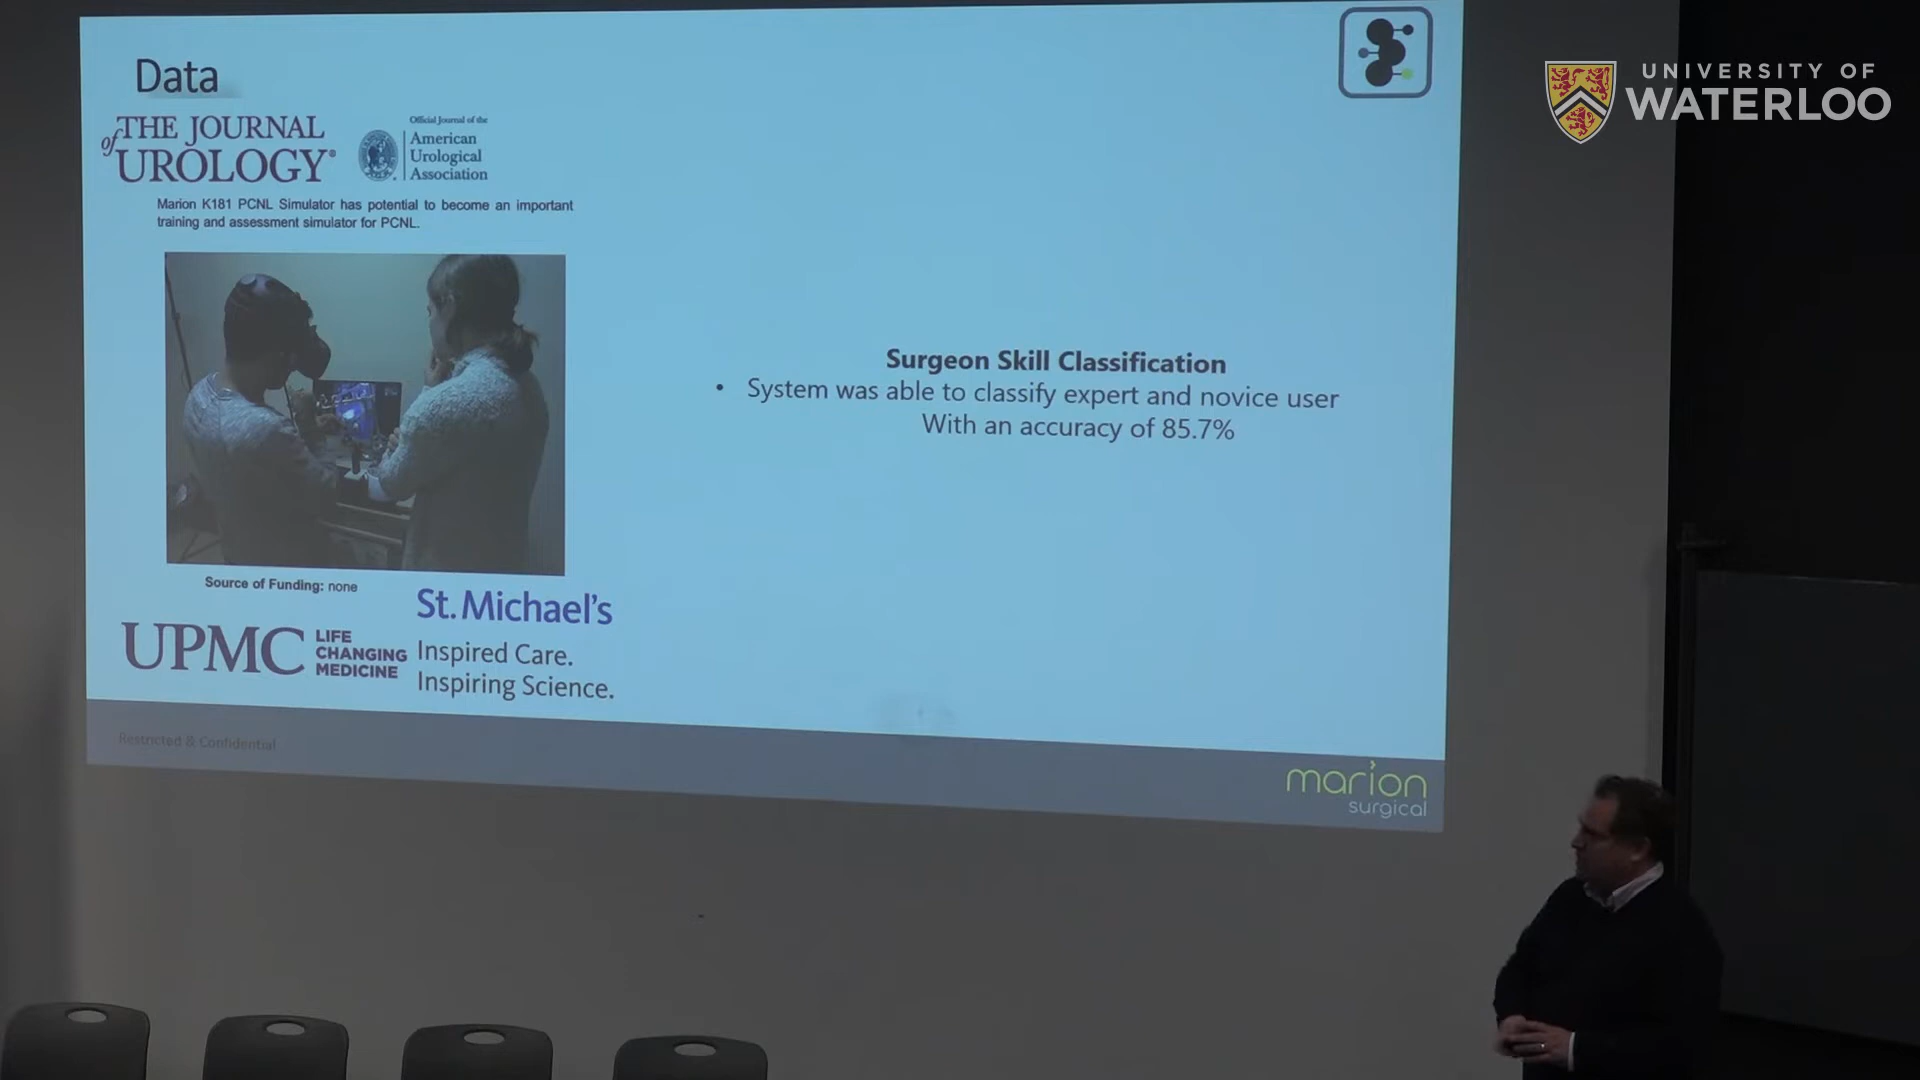 Data
THE JOURNAL
of UROLOGY®
Official Journal of the
American
Urological
Association
Marion K181 PCNL Simulator has potential to become an important
training and assessment simulator for PCNL.
Surgeon Skill Classification
• System was able to classify expert and novice user
With an accuracy of 85.7%
Source of Funding: none
UPMC
LIFE
CHANGING
MEDICINE
St. Michael's
Inspired Care.
Inspiring Science.
Restricted & Confidential
marion
surgical
UNIVERSITY OF
WATERLOO